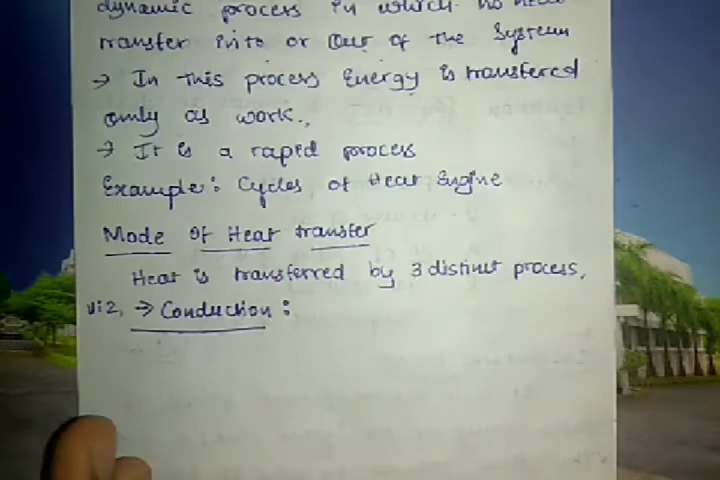 dynamic process in which no heat
transfer into or out of the system
→ In this process Energy is transferred
only as work.,
→ It is a rapid process
Example: Cycles of Heat Engine
Mode of Heat transfer
Heat is transferred by 3 distinct process,
viz, → Conduction: